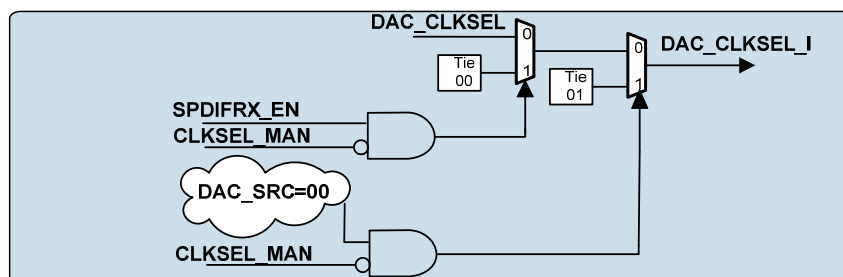 DAC_CLKSEL
0
1
Tie
00
0
1
DAC_CLKSEL_I
Tie
01
SPDIFRX_EN
CLKSEL_MAN
DAC_SRC=00
CLKSEL_MAN